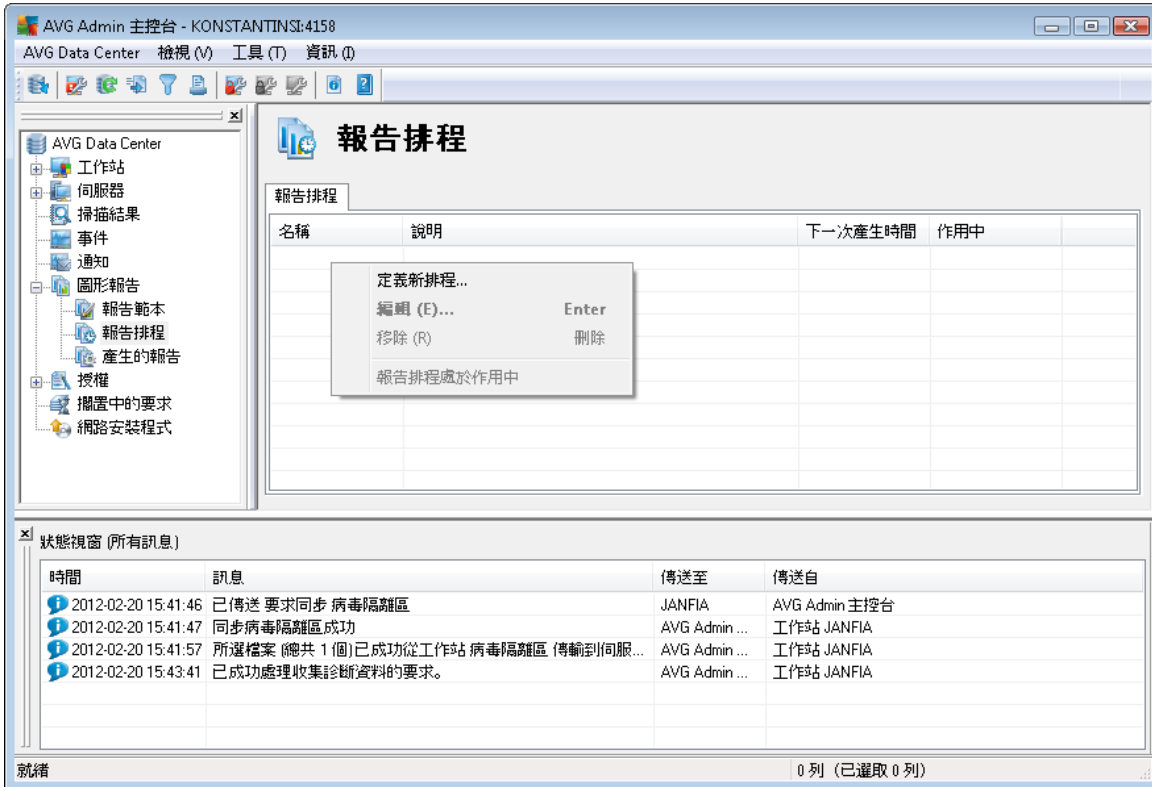 AVG Admin 主控台 - KONSTANTINSI:4158
AVG Data Center 檢視 (V) 工具 (T) 資訊 (I)
AVG Data Center
工作站
伺服器
掃描結果
事件
通知
圖形報告
報告範本
報告排程
產生的報告
授權
擱置中的要求
網路安裝程式
報告排程
報告排程
名稱 說明 下一次產生時間 作用中
定義新排程...
編輯 (E)... Enter
移除 (R) 刪除
報告排程處於作用中
狀態視窗 (所有訊息)
時間 訊息 傳送至 傳送自
2012-02-20 15:41:46 已傳送 要求同步 病毒隔離區 JANFIA AVG Admin 主控台
2012-02-20 15:41:47 同步病毒隔離區成功 AVG Admin ... 工作站 JANFIA
2012-02-20 15:41:57 所選檔案 (總共 1 個)已成功從工作站 病毒隔離區 傳輸到伺服... AVG Admin ... 工作站 JANFIA
2012-02-20 15:43:41 已成功處理收集診斷資料的要求。 AVG Admin ... 工作站 JANFIA
就緒 0 列 (已選取 0 列)